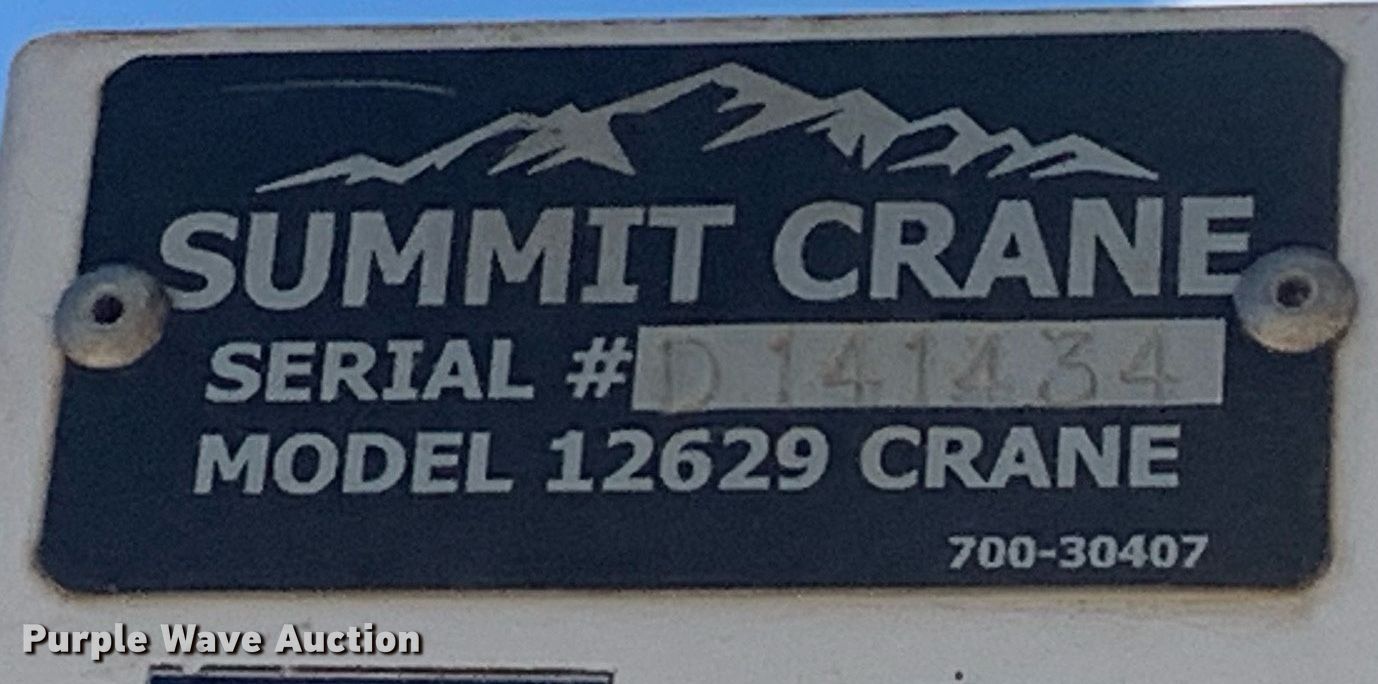 SUMMIT CRANE
SERIAL # D141434
MODEL 12629 CRANE
700-30407
Purple Wave Auction